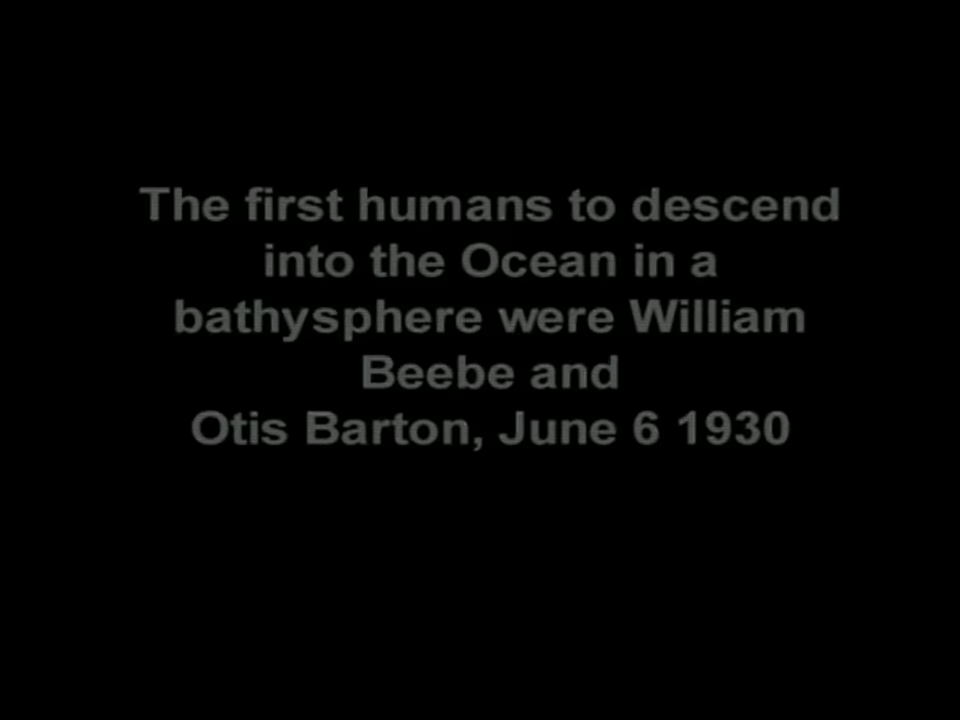 The first humans to descend
into the Ocean in a
bathysphere were William
Beebe and
Otis Barton, June 6 1930